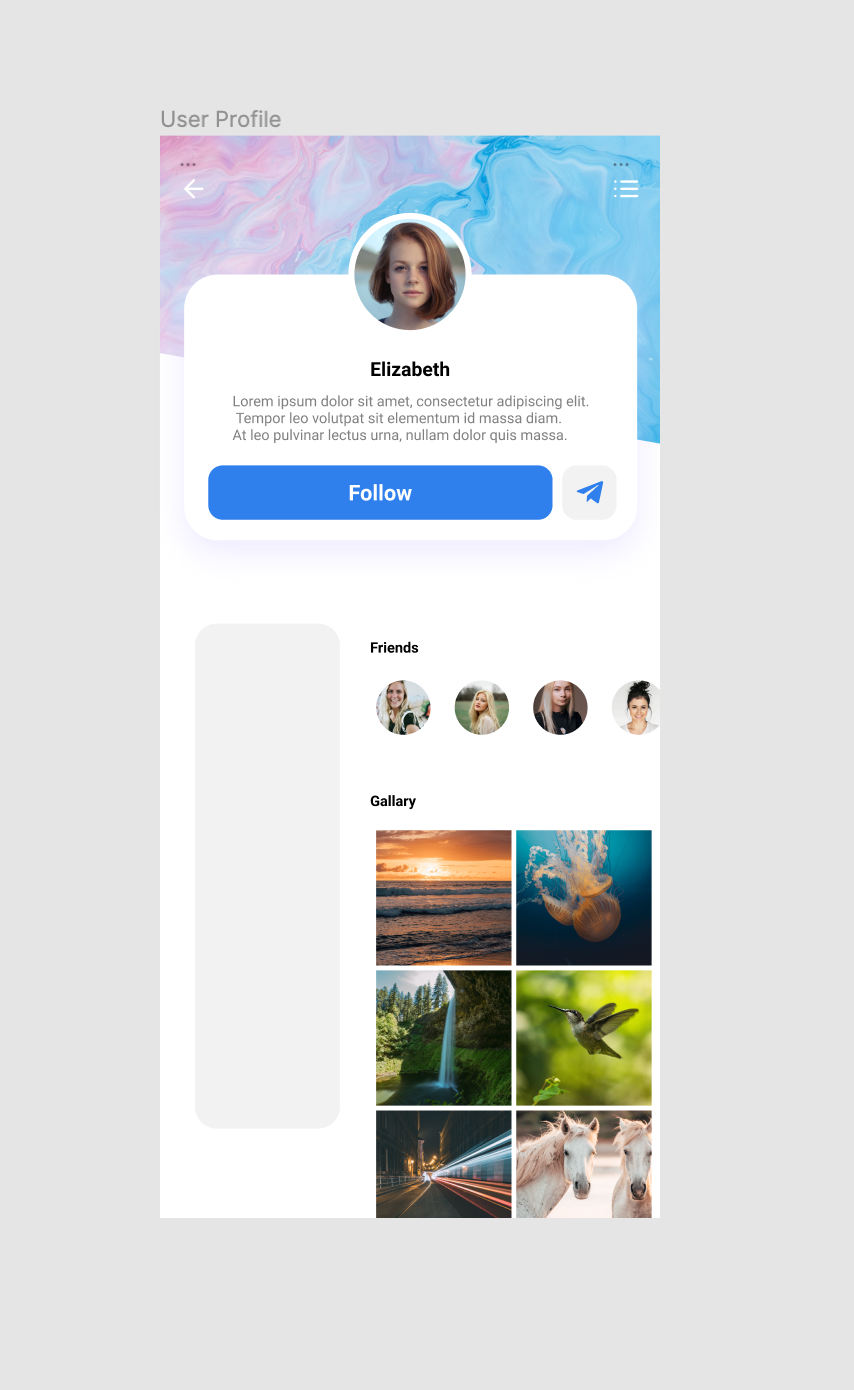 User Profile
Elizabeth
Lorem ipsum dolor sit amet, consectetur adipiscing elit.
Tempor leo volutpat sit elementum id massa diam.
At leo pulvinar lectus urna, nullam dolor quis massa.
Follow
Friends
Gallary